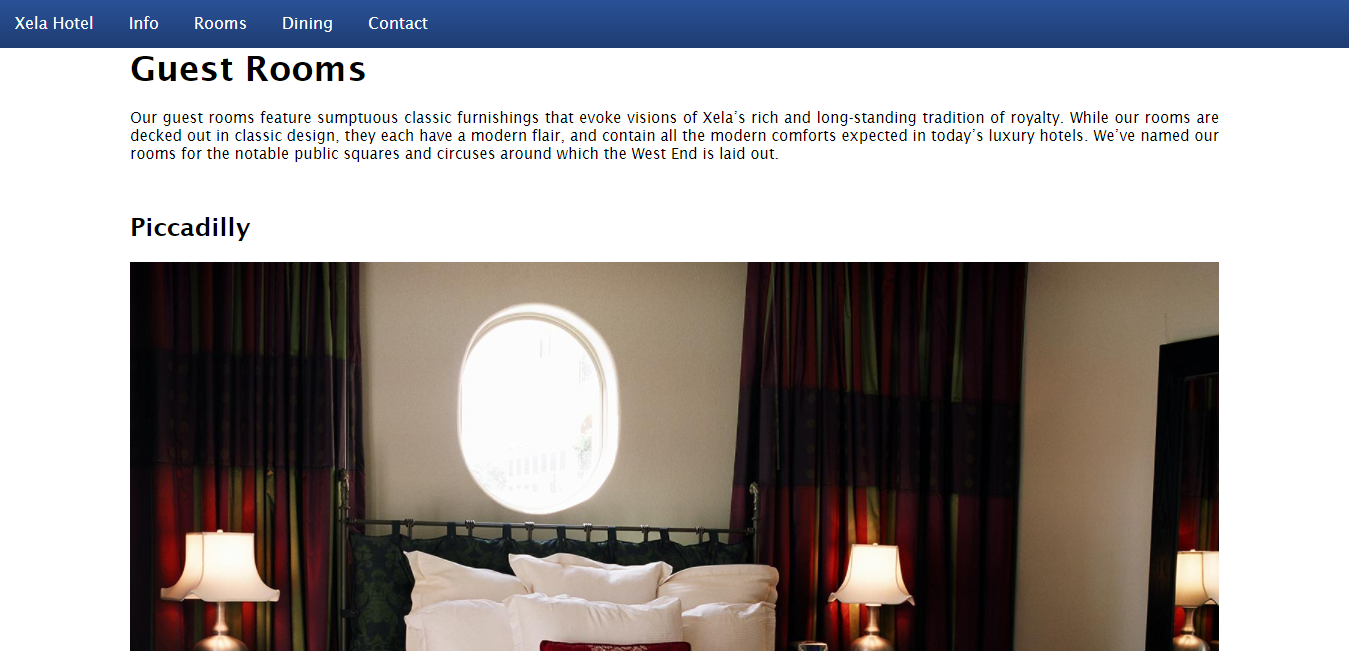 Xela Hotel Info Rooms Dining Contact
Guest Rooms
Our guest rooms feature sumptuous classic furnishings that evoke visions of Xela’s rich and long-standing tradition of royalty. While our rooms are
decked out in classic design, they each have a modern flair, and contain all the modern comforts expected in today’s luxury hotels. We’ve named our
rooms for the notable public squares and circuses around which the West End is laid out.
Piccadilly